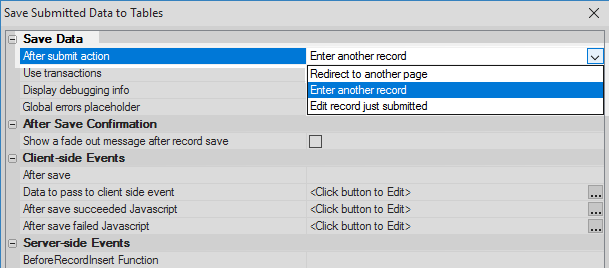 Save Submitted Data to Tables
Save Data
After submit action Enter another record
Use transactions Redirect to another page
Display debugging info Enter another record
Global errors placeholder Edit record just submitted
After Save Confirmation
Show a fade out message after record save
Client-side Events
After save
Data to pass to client side event <Click button to Edit> ...
After save succeeded Javascript <Click button to Edit> ...
After save failed Javascript <Click button to Edit> ...
Server-side Events
BeforeRecordInsert Function